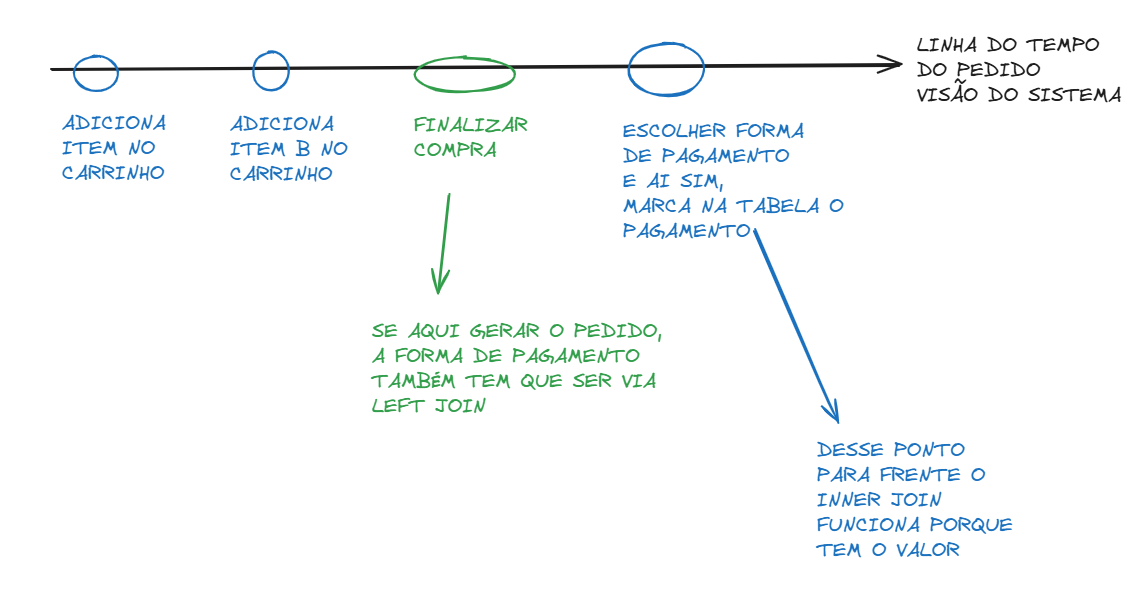 LINHA DO TEMPO
DO PEDIDO
VISÃO DO SISTEMA
ADICIONA
ITEM NO
CARRINHO
ADICIONA
ITEM B NO
CARRINHO
FINALIZAR
COMPRA
ESCOLHER FORMA
DE PAGAMENTO
E AI SIM,
MARCA NA TABELA O
PAGAMENTO
SE AQUI GERAR O PEDIDO,
A FORMA DE PAGAMENTO
TAMBÉM TEM QUE SER VIA
LEFT JOIN
DESSE PONTO
PARA FRENTE O
INNER JOIN
FUNCIONA PORQUE
TEM O VALOR